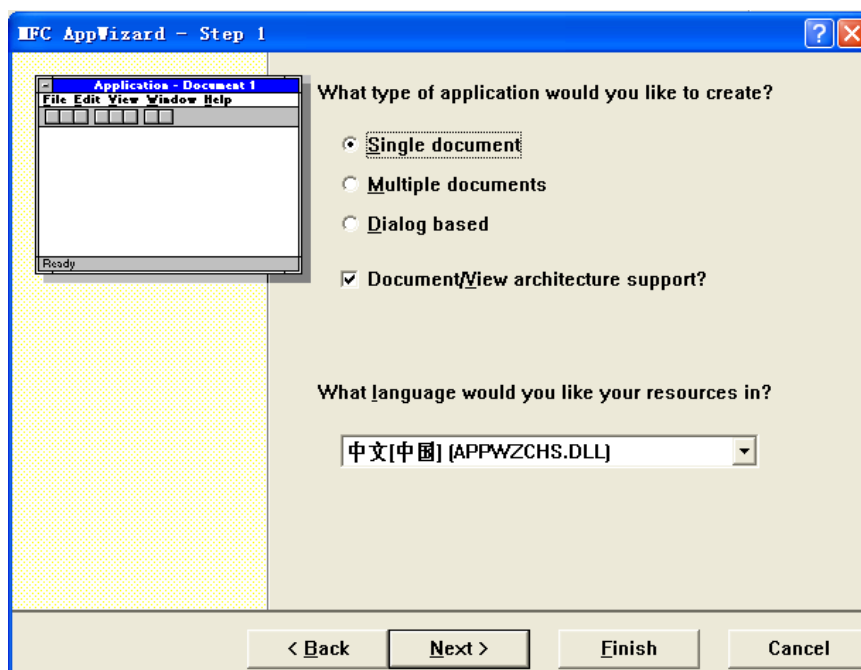 MFC AppWizard - Step 1
Application - Document 1
File Edit View Window Help
Ready
What type of application would you like to create?
Single document
Multiple documents
Dialog based
Document/View architecture support?
What language would you like your resources in?
中文[中国] (APPWZCHS.DLL)
< Back
Next >
Finish
Cancel